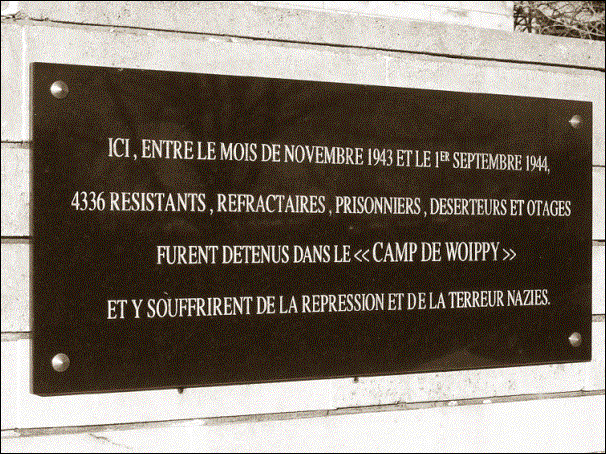 ICI, ENTRE LE MOIS DE NOVEMBRE 1943 ET LE 1ER SEPTEMBRE 1944,
4336 RESISTANTS, REFRACTAIRES, PRISONNIERS, DESERTEURS ET OTAGES
FURENT DETENUS DANS LE << CAMP DE WOIPPY >>
ET Y SOUFFRIRENT DE LA REPRESSION ET DE LA TERREUR NAZIES.